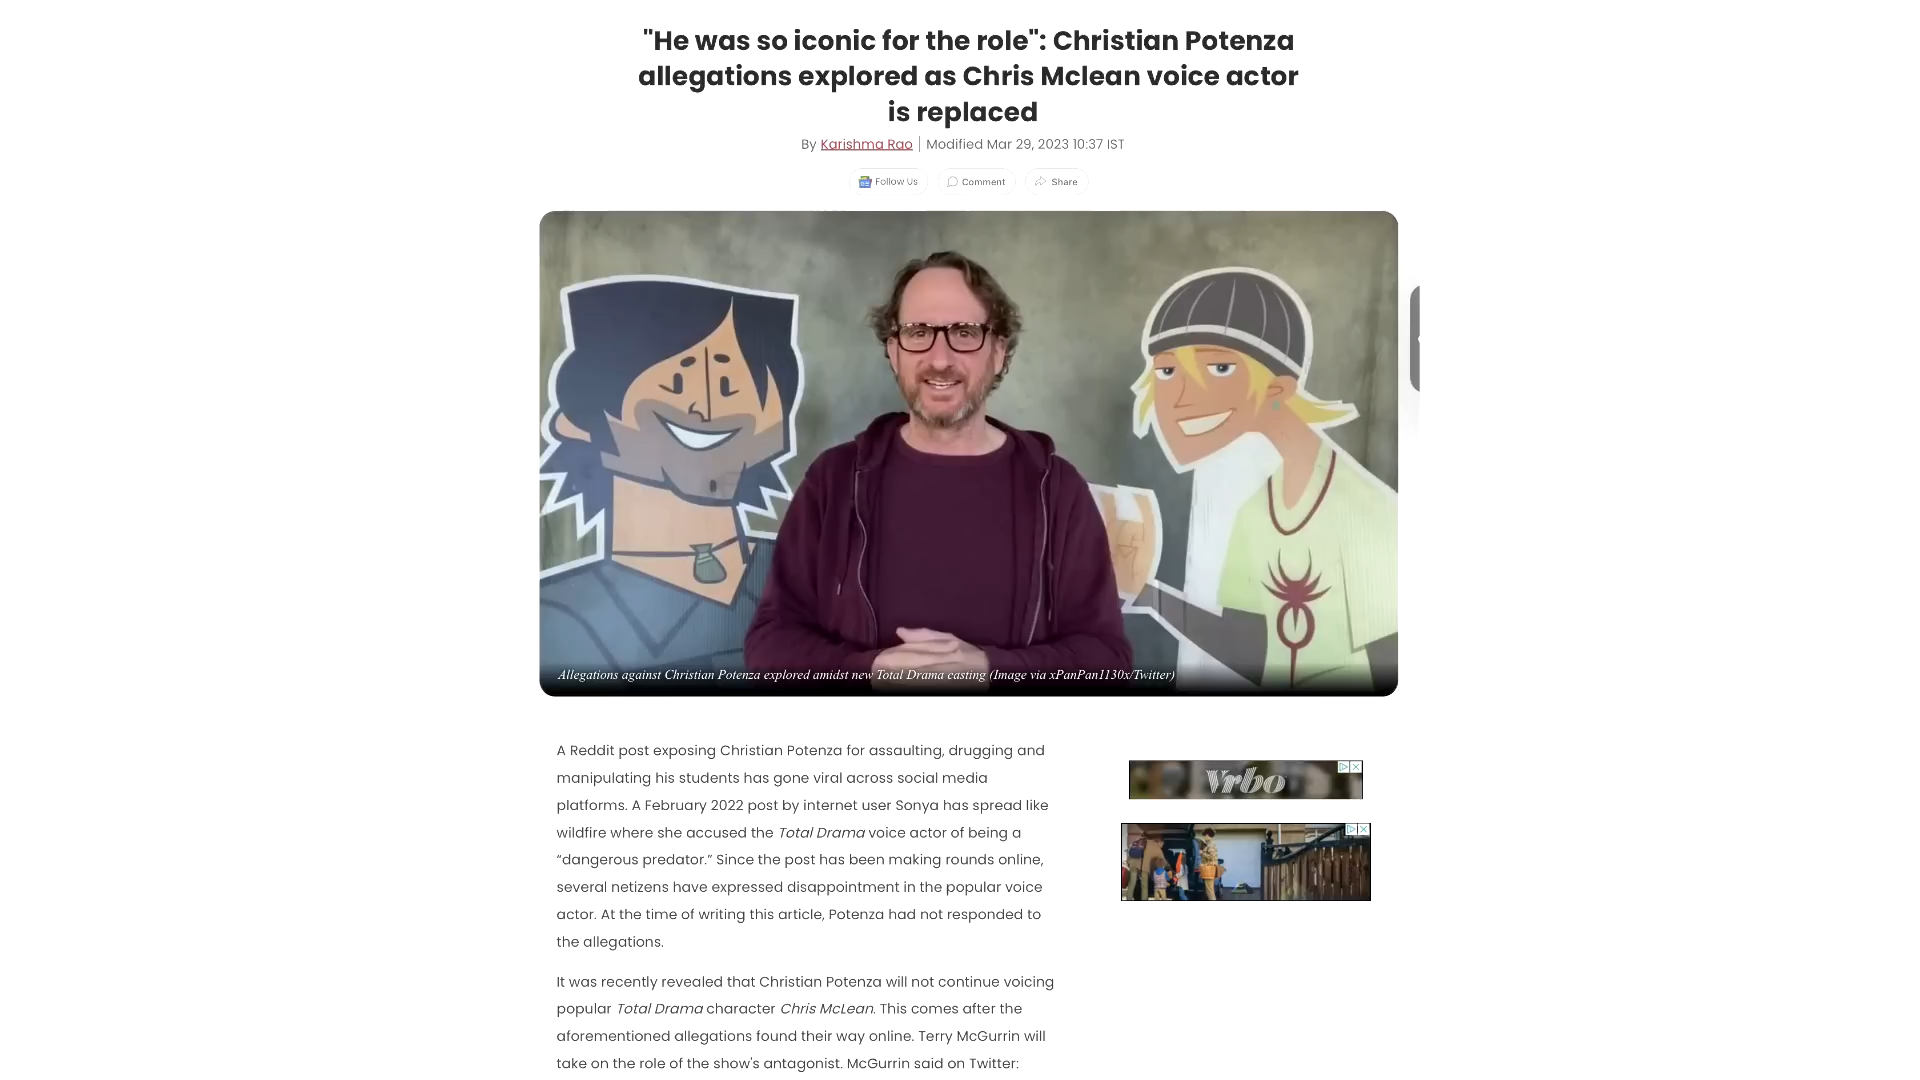 "He was so iconic for the role": Christian Potenza
allegations explored as Chris Mclean voice actor
is replaced
By Karishma Rao | Modified Mar 29, 2023 10:37 IST
Follow Us Comment Share
Allegations against Christian Potenza explored amidst new Total Drama casting (Image via xPanPan1130x/Twitter)
A Reddit post exposing Christian Potenza for assaulting, drugging and
manipulating his students has gone viral across social media
platforms. A February 2022 post by internet user Sonya has spread like
wildfire where she accused the Total Drama voice actor of being a
“dangerous predator.” Since the post has been making rounds online,
several netizens have expressed disappointment in the popular voice
actor. At the time of writing this article, Potenza had not responded to
the allegations.
It was recently revealed that Christian Potenza will not continue voicing
popular Total Drama character Chris McLean. This comes after the
aforementioned allegations found their way online. Terry McGurrin will
take on the role of the show's antagonist. McGurrin said on Twitter:
Vrbo